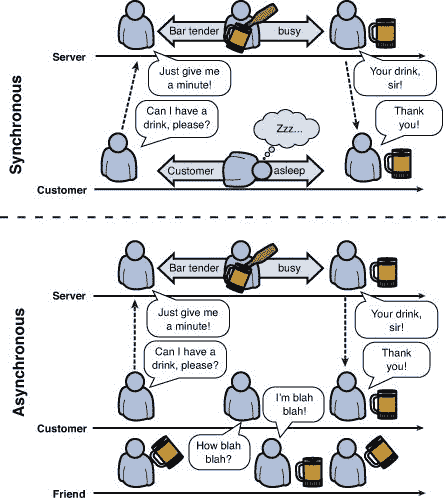 Synchronous
Bar tender
busy
Server
Just give me
a minute!
Your drink,
sir!
Can I have a
drink, please?
Zzz...
Thank
you!
Customer
asleep
Customer
Asynchronous
Bar tender
busy
Server
Just give me
a minute!
Your drink,
sir!
Can I have a
drink, please?
Thank
you!
I'm blah
blah!
Customer
How blah
blah?
Friend